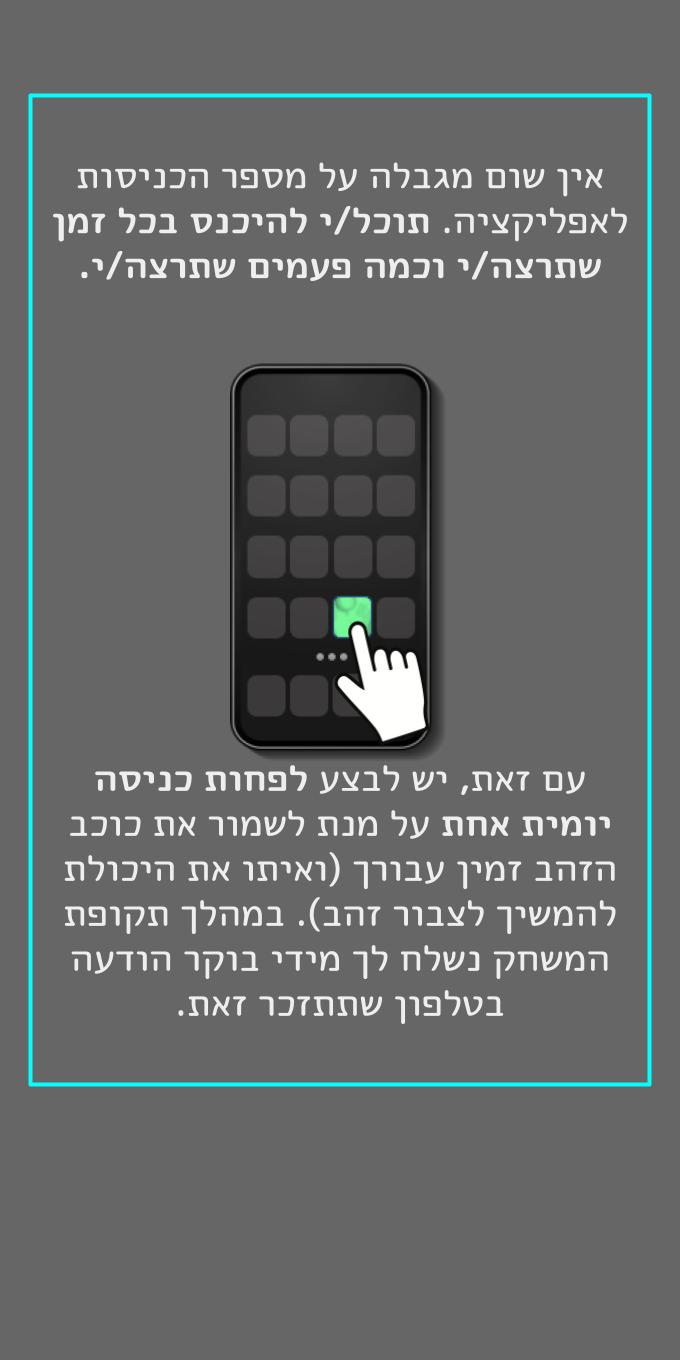 אין שום מגבלה על מספר הכניסות
לאפליקציה. תוכל/י להיכנס בכל זמן
שתרצה/י וכמה פעמים שתרצה/י.
עם זאת, יש לבצע לפחות כניסה
יומית אחת על מנת לשמור את כוכב
הזהב זמין עבורך (ואיתו את היכולת
להמשיך לצבור זהב). במהלך תקופת
המשחק נשלח לך מידי בוקר הודעה
בטלפון שתתזכר זאת.